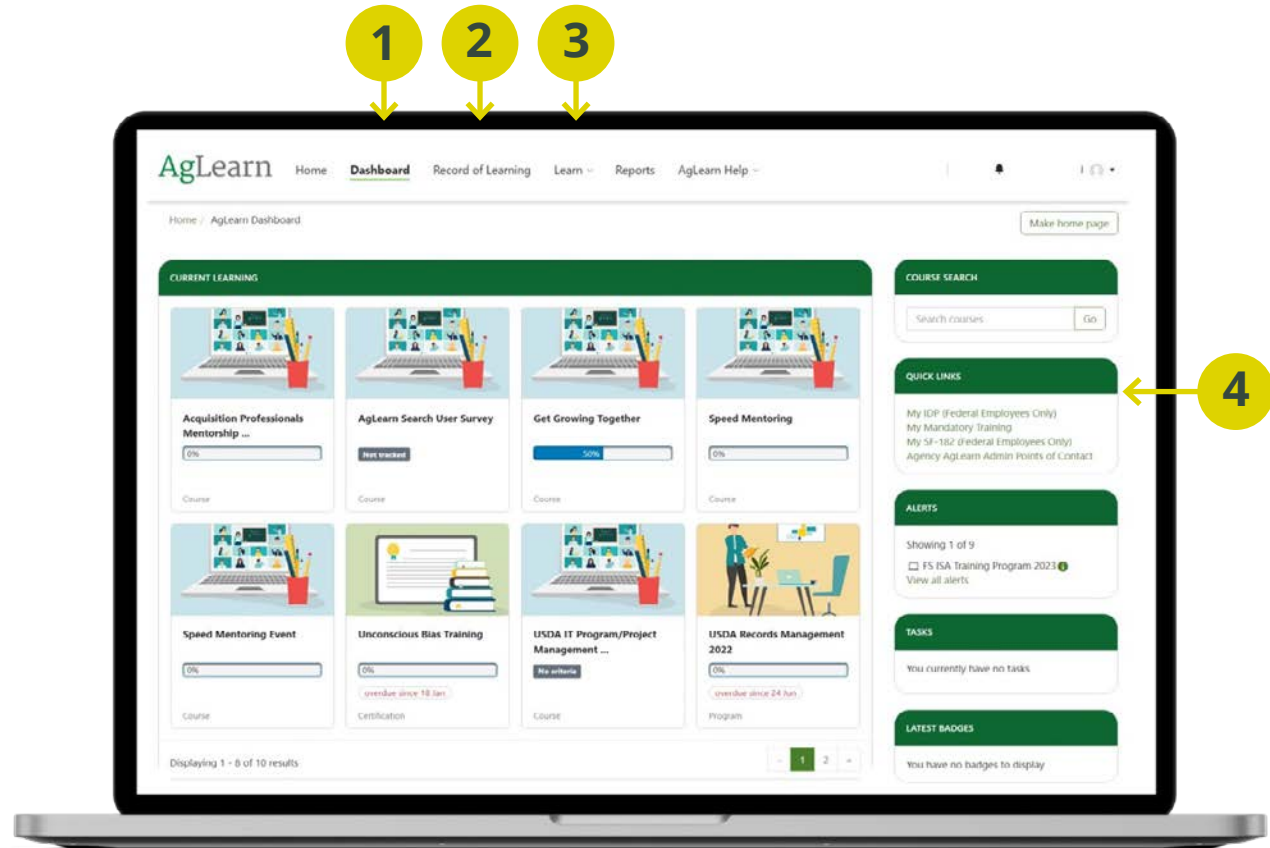 1 2 3
AgLearn Home Dashboard Record of Learning Learn Reports AgLearn Help
Home / AgLearn Dashboard
Make home page
CURRENT LEARNING
Acquisition Professionals
Mentorship ...
0%
Course
AgLearn Search User Survey
Not tracked
Course
Get Growing Together
50%
Course
Speed Mentoring
0%
Course
Speed Mentoring Event
0%
Course
Unconscious Bias Training
0%
overdue since 18 Jan
Certification
USDA IT Program/Project
Management ...
No criteria
Course
USDA Records Management
2022
0%
overdue since 24 Jun
Program
Displaying 1 - 8 of 10 results
1 2 »
COURSE SEARCH
Search courses Go
QUICK LINKS
4
My IDP (Federal Employees Only)
My Mandatory Training
My SF-182 (Federal Employees Only)
Agency AgLearn Admin Points of Contact
ALERTS
Showing 1 of 9
FS ISA Training Program 2023
View all alerts
TASKS
You currently have no tasks
LATEST BADGES
You have no badges to display